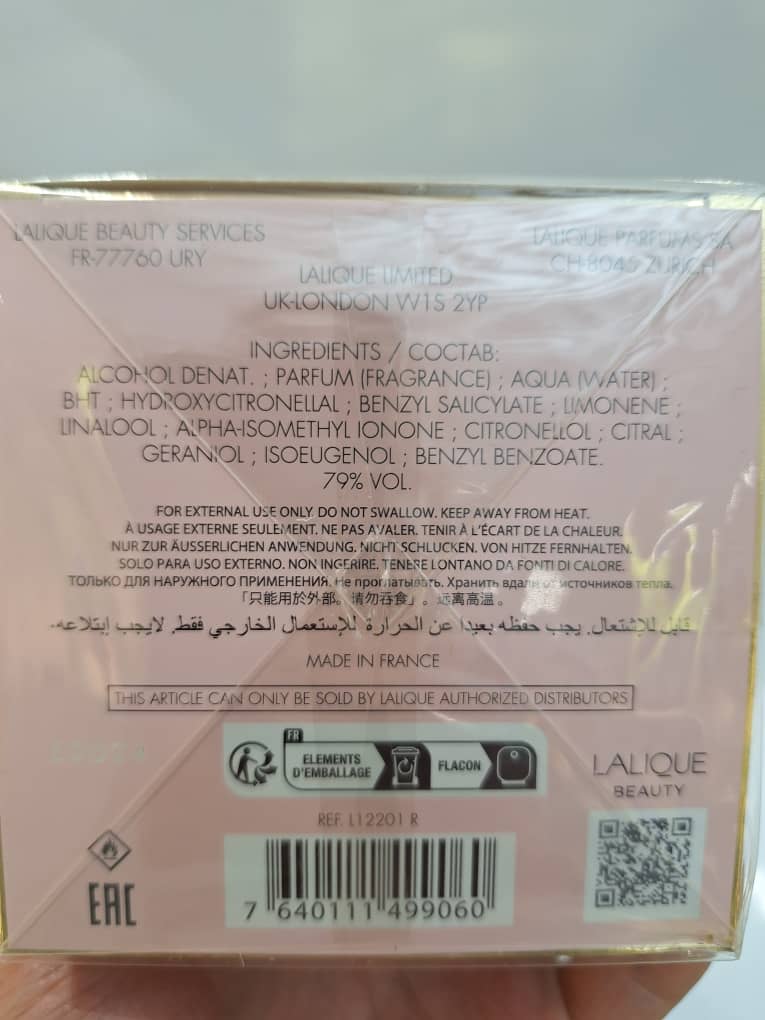 LALIQUE BEAUTY SERVICES
FR-77760 URY
LALIQUE PARFUMS SA
CH-8045 ZURICH
LALIQUE LIMITED
UK-LONDON W1S 2YP
INGREDIENTS / COCTAB:
ALCOHOL DENAT. ; PARFUM (FRAGRANCE) ; AQUA (WATER) ;
BHT ; HYDROXYCITRONELLAL ; BENZYL SALICYLATE ; LIMONENE ;
LINALOOL ; ALPHA-ISOMETHYL IONONE ; CITRONELLOL ; CITRAL ;
GERANIOL ; ISOEUGENOL ; BENZYL BENZOATE.
79% VOL.
FOR EXTERNAL USE ONLY. DO NOT SWALLOW. KEEP AWAY FROM HEAT.
À USAGE EXTERNE SEULEMENT. NE PAS AVALER. TENIR À L'ÉCART DE LA CHALEUR.
NUR ZUR ÄUSSERLICHEN ANWENDUNG. NICHT SCHLUCKEN. VON HITZE FERNHALTEN.
SOLO PARA USO EXTERNO. NON INGERIRE. TENERE LONTANO DA FONTI DI CALORE.
ТОЛЬКО ДЛЯ НАРУЖНОГО ПРИМЕНЕНИЯ. Не проглатывать. Хранить вдали от источников тепла.
「只能用於外部。请勿吞食」。远离高温 。
قابل للإشتعال. يجب حفظه بعيدا عن الحرارة للإستعمال الخارجي فقط. لايجب إبتلاعه.
MADE IN FRANCE
THIS ARTICLE CAN ONLY BE SOLD BY LALIQUE AUTHORIZED DISTRIBUTORS
FR
ELEMENTS
D'EMBALLAGE
FLACON
LALIQUE
BEAUTY
REF. L12201 R
EAC
7 640111 499060